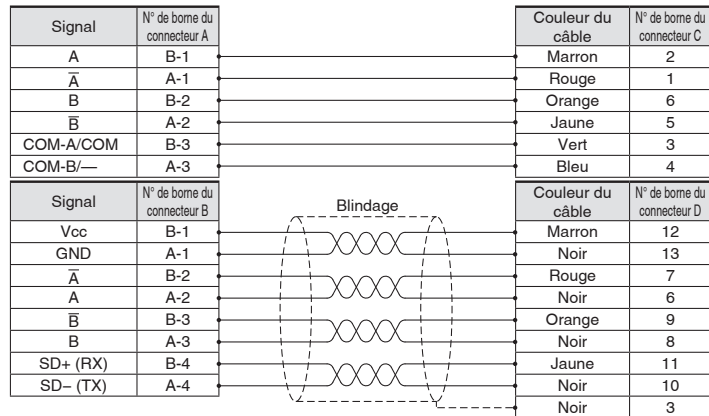 Signal N° de borne du connecteur A Couleur du câble N° de borne du connecteur C
A B-1 Marron 2
A̅ A-1 Rouge 1
B B-2 Orange 6
B̅ A-2 Jaune 5
COM-A/COM B-3 Vert 3
COM-B/— A-3 Bleu 4
Signal N° de borne du connecteur B Blindage Couleur du câble N° de borne du connecteur D
Vcc B-1 Marron 12
GND A-1 Noir 13
A̅ B-2 Rouge 7
A A-2 Noir 6
B̅ B-3 Orange 9
B A-3 Noir 8
SD+ (RX) B-4 Jaune 11
SD− (TX) A-4 Noir 10
Noir 3